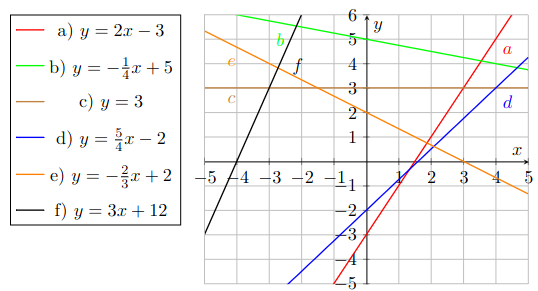 a) y = 2x − 3
b) y = −1/4x + 5
c) y = 3
d) y = 5/4x − 2
e) y = −2/3x + 2
f) y = 3x + 12
6
y
5
b
4
a
e
f
3
c
d
2
1
x
−5 −4 −3 −2 1 2 3 4 5
−1
−2
−3
−4
−5